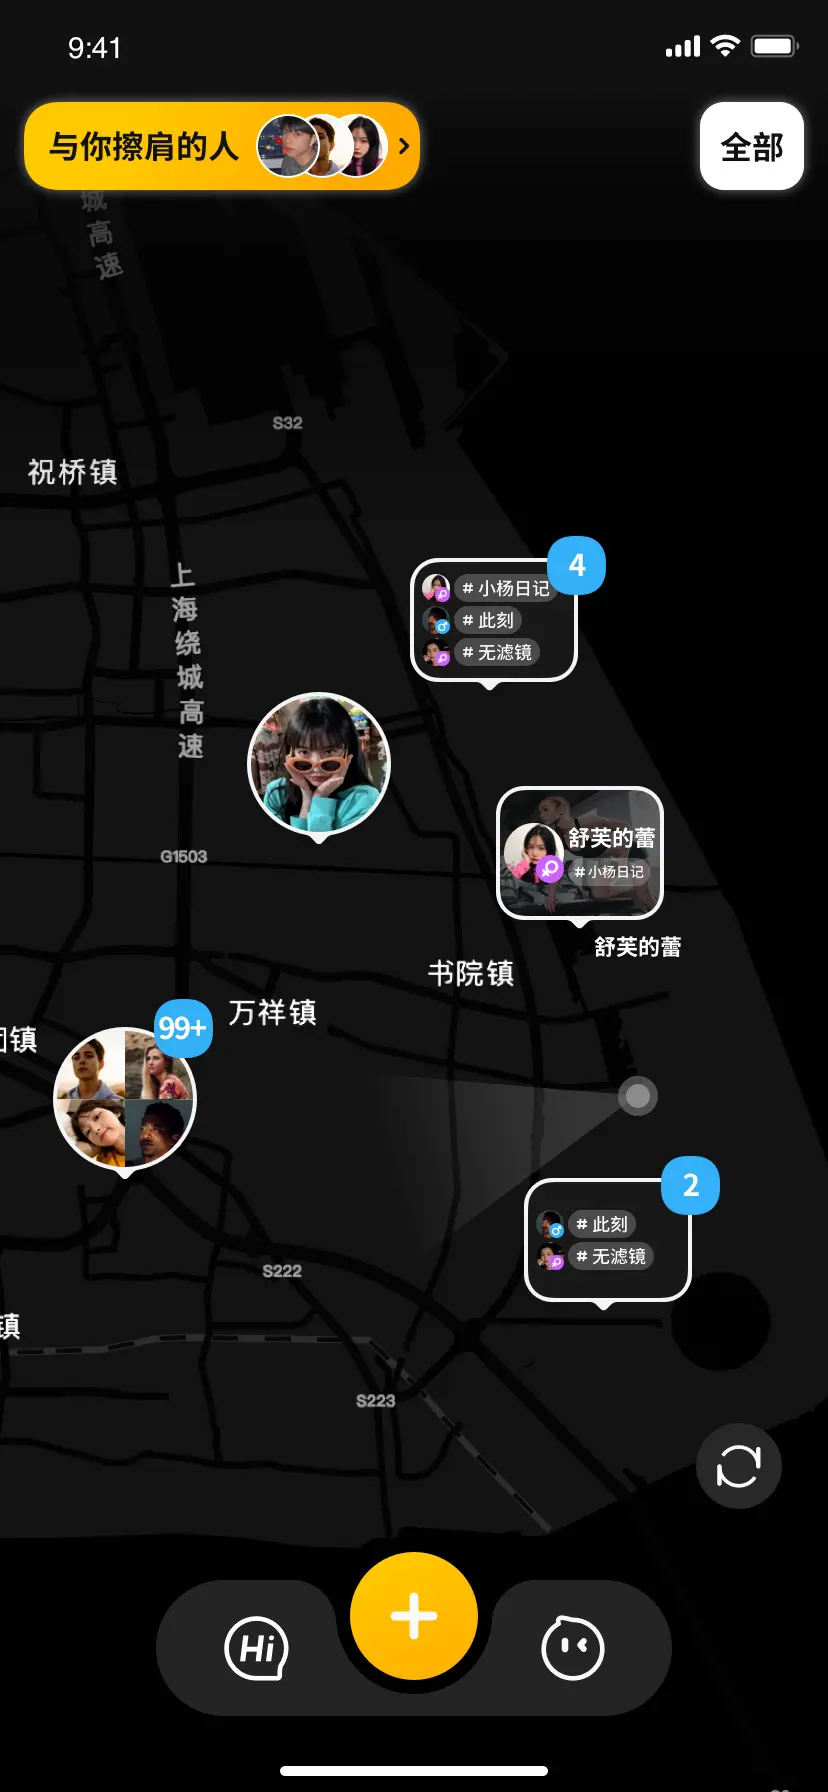 9:41
与你擦肩的人
全部
城高速
S32
祝桥镇
上海绕城高速
4
# 小杨日记
# 此刻
# 无滤镜
G1503
舒芙的蕾
# 小杨日记
舒芙的蕾
书院镇
万祥镇
99+
镇
2
# 此刻
# 无滤镜
S222
镇
S223
Hi